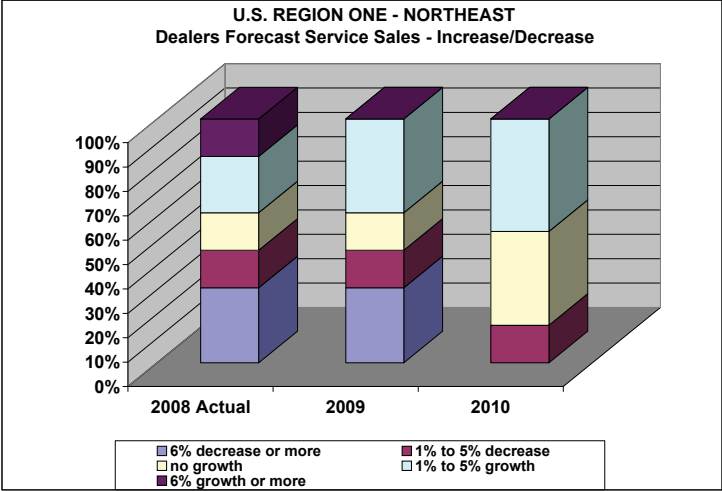 U.S. REGION ONE - NORTHEAST
Dealers Forecast Service Sales - Increase/Decrease
100%
90%
80%
70%
60%
50%
40%
30%
20%
10%
0%
2008 Actual
2009
2010
6% decrease or more
1% to 5% decrease
no growth
1% to 5% growth
6% growth or more